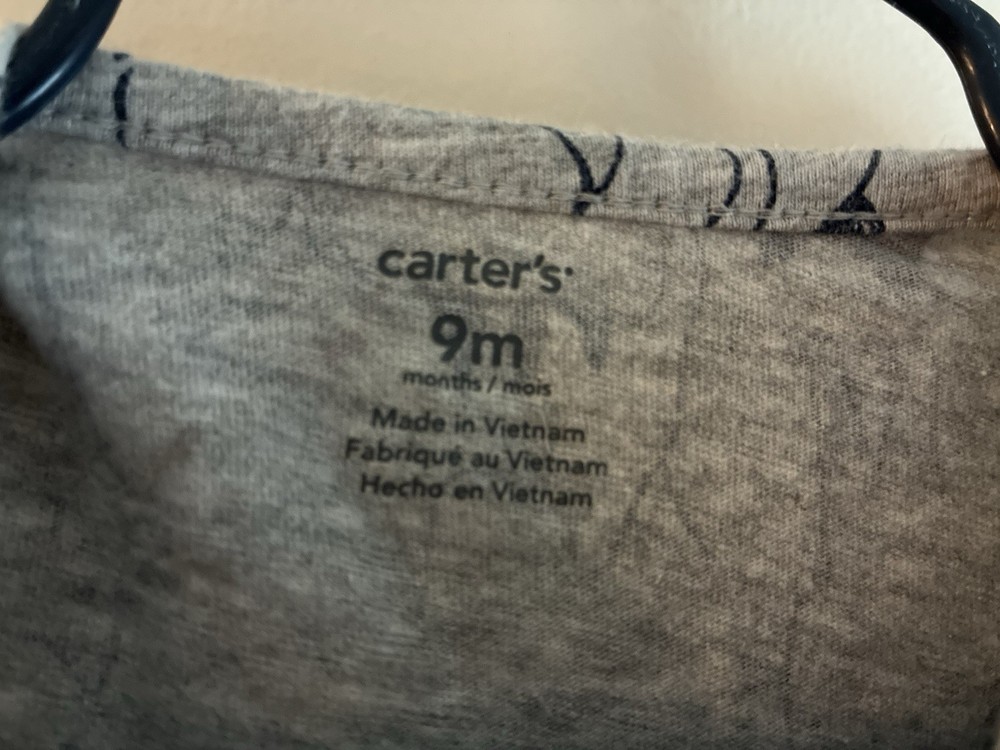 carter's
9m
months / mois
Made in Vietnam
Fabriqué au Vietnam
Hecho en Vietnam